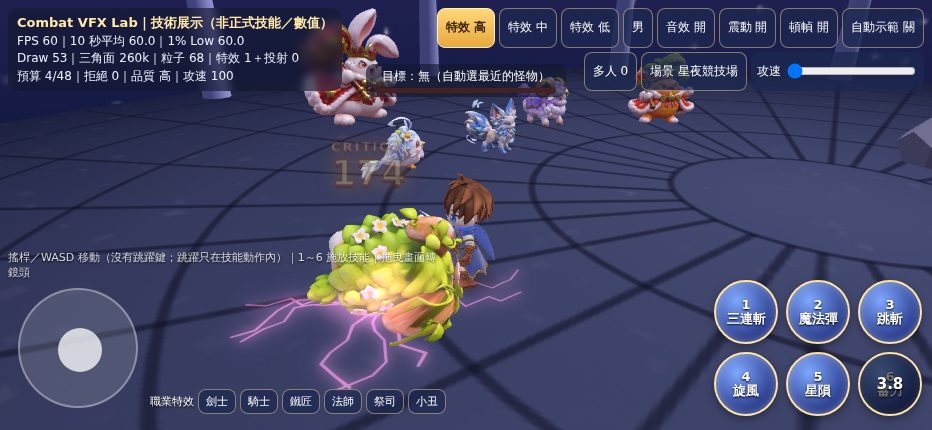 Combat VFX Lab｜技術展示（非正式技能／數值）
FPS 60｜10 秒平均 60.0｜1% Low 60.0
Draw 53｜三角面 260k｜粒子 68｜特效 1＋投射 0
預算 4/48｜拒絕 0｜品質 高｜攻速 100
特效 高
特效 中
特效 低
男
音效 開
震動 開
頓幀 開
自動示範 關
多人 0
場景 星夜競技場
攻速
目標：無（自動選最近的怪物）
CRITICAL
174
搖桿／WASD 移動（沒有跳躍鍵；跳躍只在技能動作內）｜1～6 施放技能｜拖曳畫面轉
鏡頭
1
三連斬
2
魔法彈
3
跳斬
4
旋風
5
星隕
3.8
職業特效
劍士
騎士
鐵匠
法師
祭司
小丑